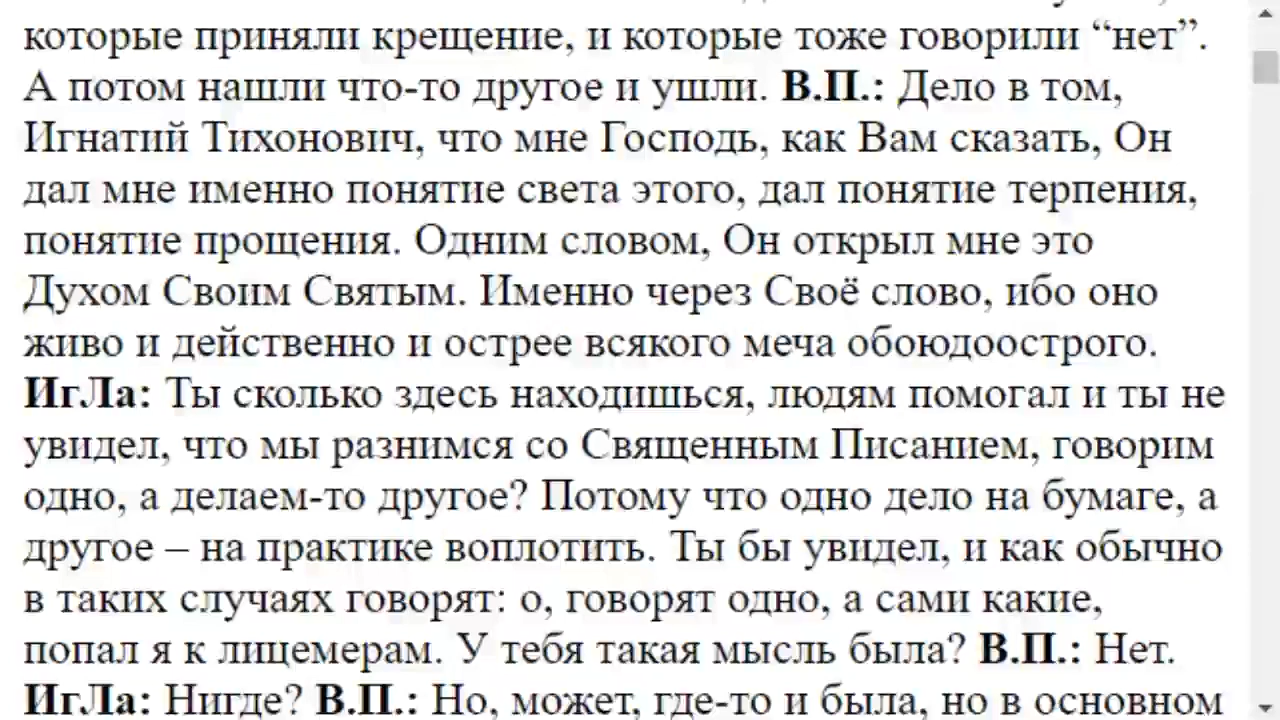 которые приняли крещение, и которые тоже говорили “нет”.
А потом нашли что-то другое и ушли. В.П.: Дело в том,
Игнатий Тихонович, что мне Господь, как Вам сказать, Он
дал мне именно понятие света этого, дал понятие терпения,
понятие прощения. Одним словом, Он открыл мне это
Духом Своим Святым. Именно через Своё слово, ибо оно
живо и действенно и острее всякого меча обоюдоострого.
ИгЛа: Ты сколько здесь находишься, людям помогал и ты не
увидел, что мы разнимся со Священным Писанием, говорим
одно, а делаем-то другое? Потому что одно дело на бумаге, а
другое – на практике воплотить. Ты бы увидел, и как обычно
в таких случаях говорят: о, говорят одно, а сами какие,
попал я к лицемерам. У тебя такая мысль была? В.П.: Нет.
ИгЛа: Нигде? В.П.: Но, может, где-то и была, но в основном